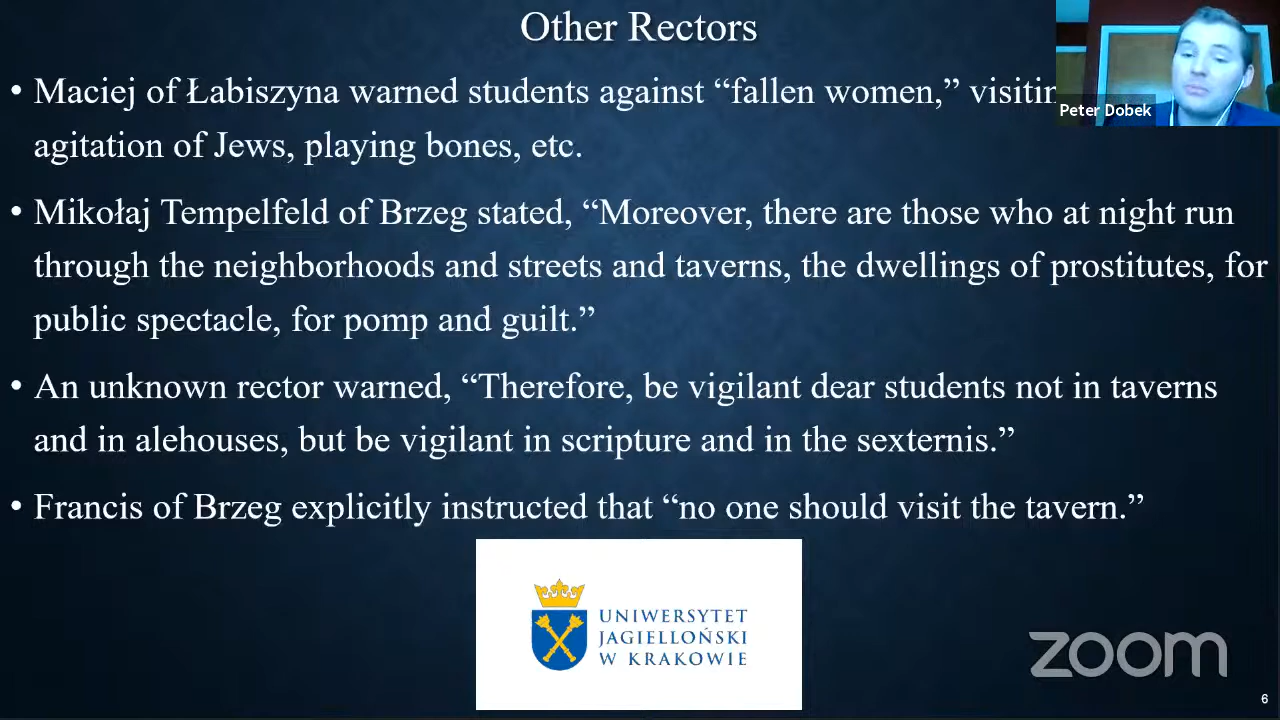 Other Rectors
• Maciej of Łabiszyna warned students against “fallen women,”
agitation of Jews, playing bones, etc.
• Mikołaj Tempelfeld of Brzeg stated, “Moreover, there are those who at night run
through the neighborhoods and streets and taverns, the dwellings of prostitutes, for
public spectacle, for pomp and guilt.”
• An unknown rector warned, “Therefore, be vigilant dear students not in taverns
and in alehouses, but be vigilant in scripture and in the sexternis.”
• Francis of Brzeg explicitly instructed that “no one should visit the tavern.”
Peter Dobek
UNIWERSYTET
JAGIELLOŃSKI
W KRAKOWIE
zoom
6